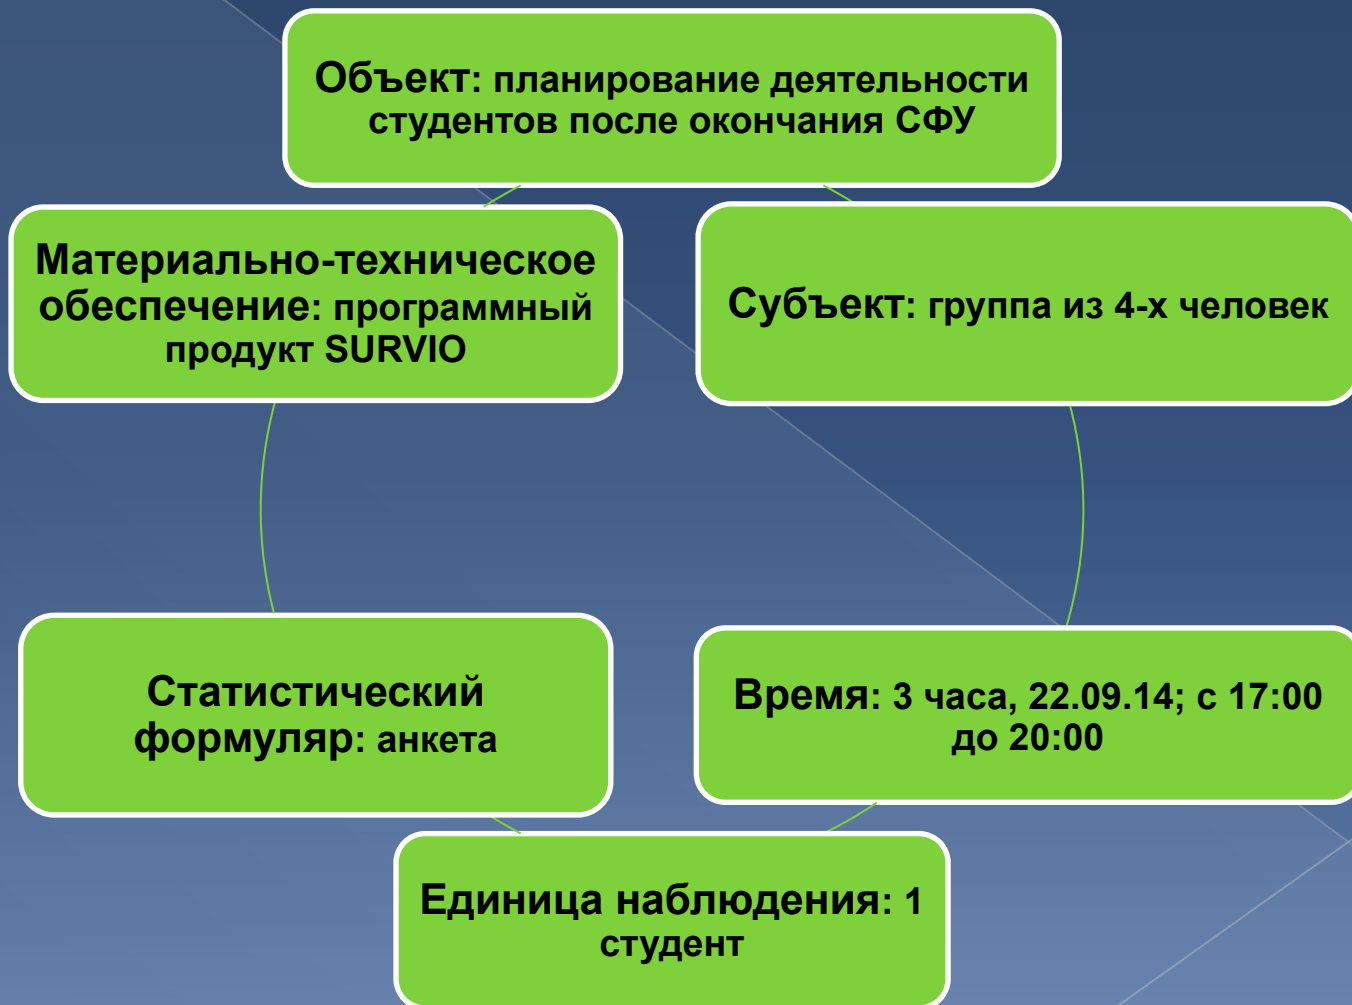 Объект: планирование деятельности
студентов после окончания СФУ
Материально-техническое
обеспечение: программный
продукт SURVIO
Субъект: группа из 4-х человек
Статистический
формуляр: анкета
Время: 3 часа, 22.09.14; с 17:00
до 20:00
Единица наблюдения: 1
студент